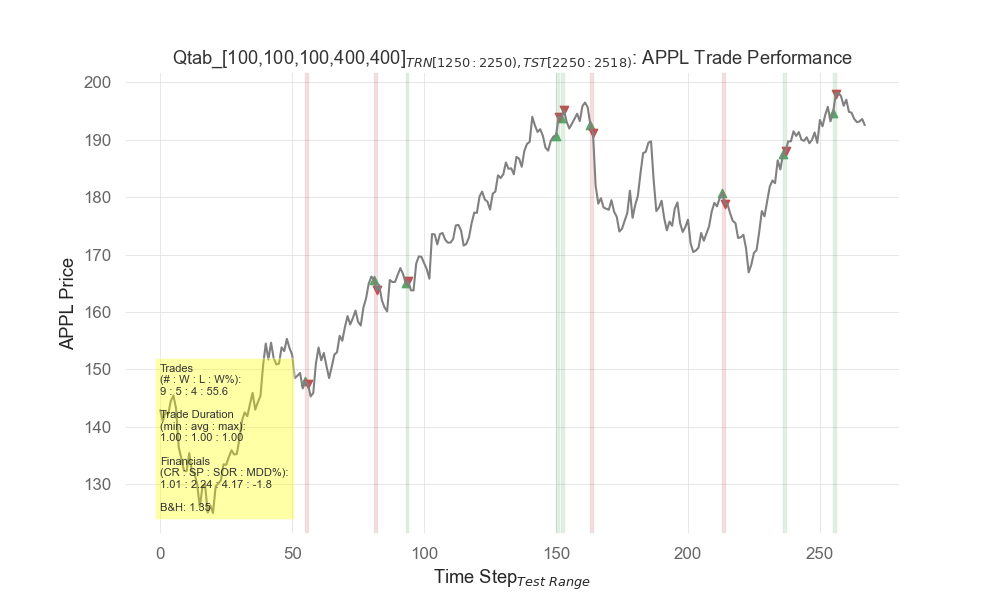 Qtab_[100,100,100,400,400]TRN[1250:2250),TST[2250:2518): APPL Trade Performance
200
190
180
170
160
150
140
130
APPL Price
Trades
(# : W : L : W%):
9 : 5 : 4 : 55.6
Trade Duration
(min : avg : max):
1.00 : 1.00 : 1.00
Financials
(CR : SP : SOR : MDD%):
1.01 : 2.24 : 4.17 : -1.8
B&H: 1.35
0 50 100 150 200 250
Time StepTest Range